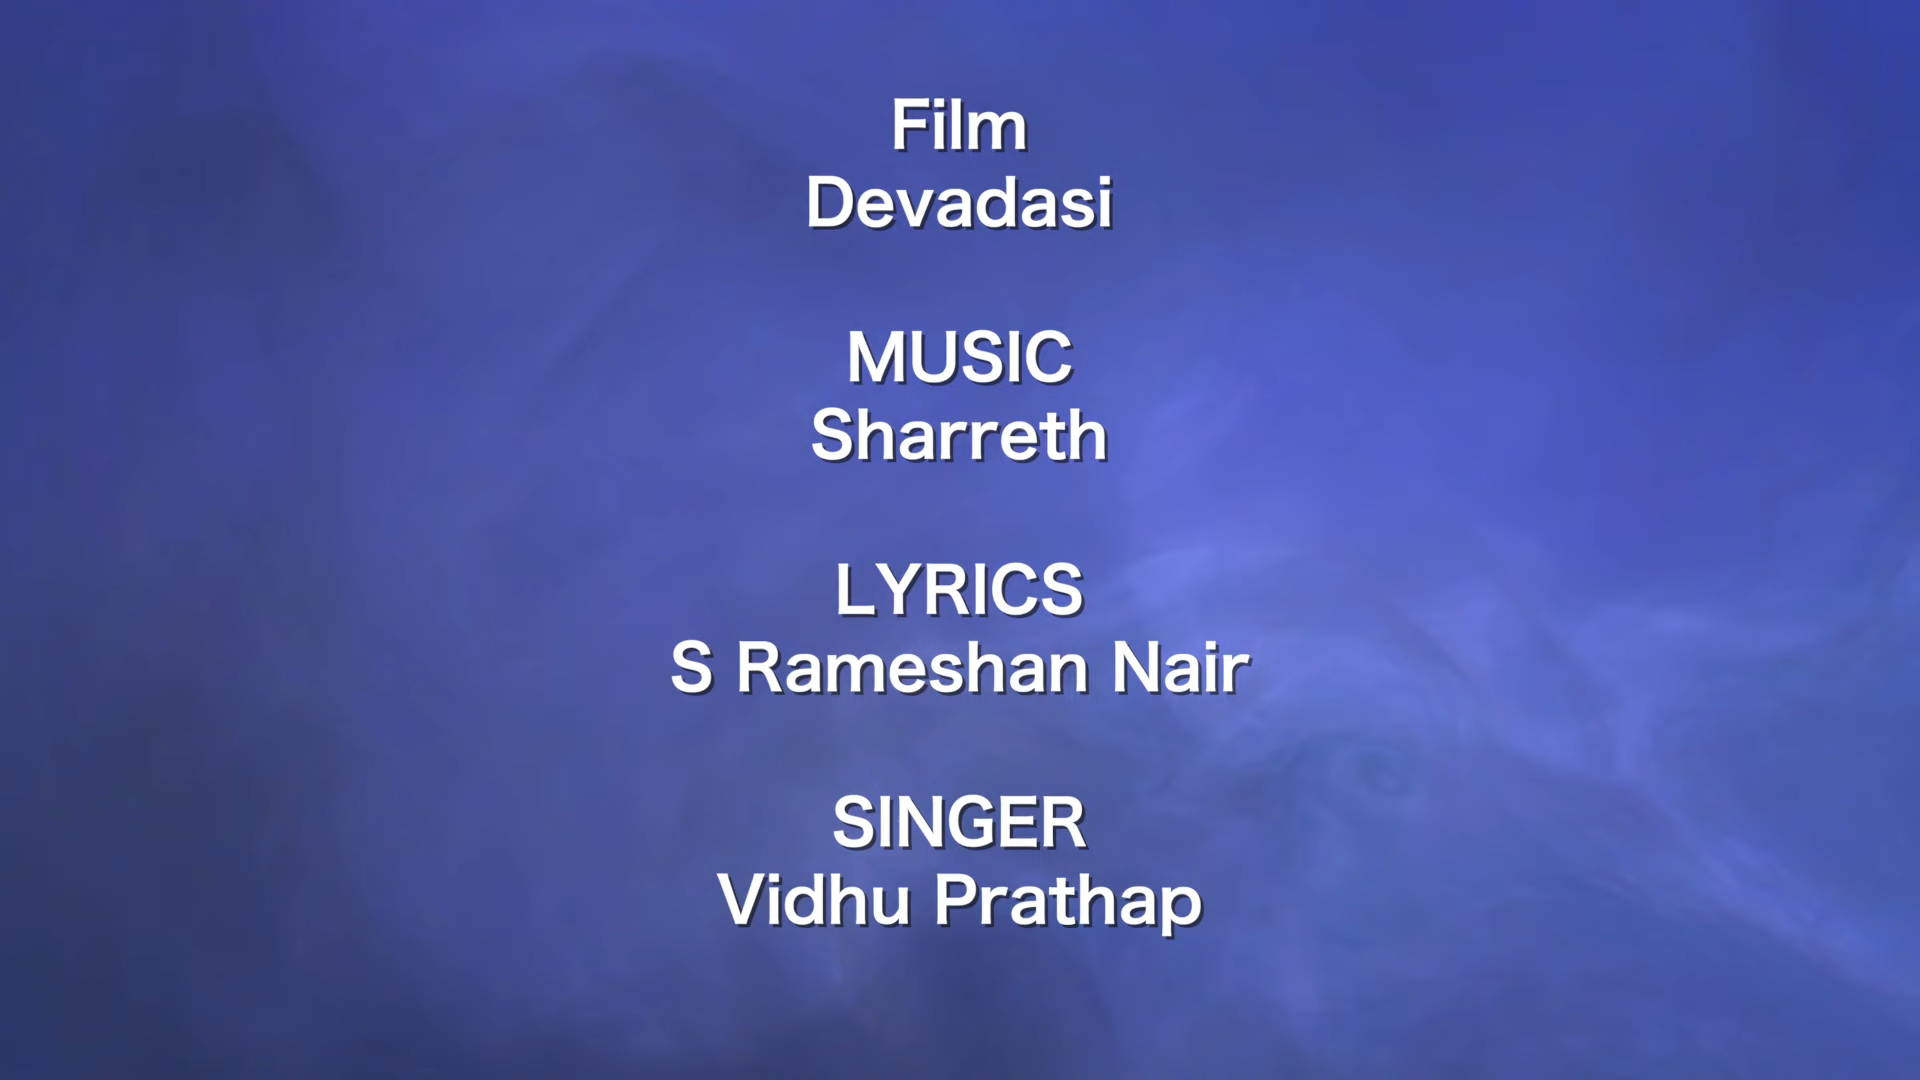 Film
Devadasi
MUSIC
Sharreth
LYRICS
S Rameshan Nair
SINGER
Vidhu Prathap